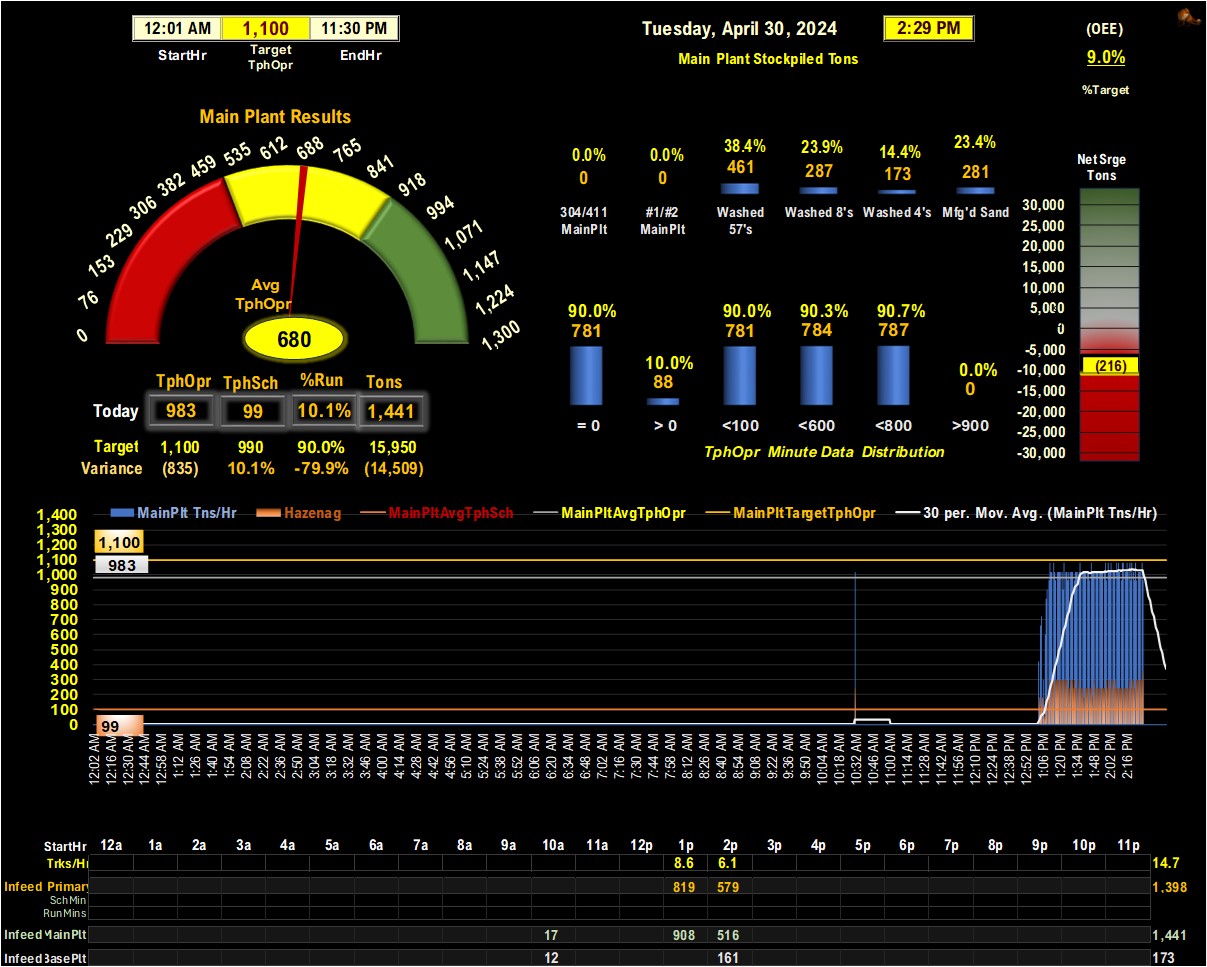 12:01 AM 1,100 11:30 PM
StartHr Target TphOpr EndHr
Tuesday, April 30, 2024 2:29 PM
Main Plant Stockpiled Tons
(OEE)
9.0%
%Target
Main Plant Results
0 76 153 229 306 382 459 535 612 688 765 841 918 994 1,071 1,147 1,224 1,300
Avg
TphOpr
680
0.0% 0.0% 38.4% 23.9% 14.4% 23.4%
0 0 461 287 173 281
304/411 MainPlt #1/#2 MainPlt Washed 57's Washed 8's Washed 4's Mfg'd Sand
90.0% 10.0% 90.0% 90.3% 90.7% 0.0%
781 88 781 784 787 0
= 0 > 0 <100 <600 <800 >900
TphOpr Minute Data Distribution
Net Srge
Tons
30,000
25,000
20,000
15,000
10,000
5,000
0
-5,000
-10,000
-15,000
-20,000
-25,000
-30,000
(216)
TphOpr TphSch %Run Tons
Today 983 99 10.1% 1,441
Target 1,100 990 90.0% 15,950
Variance (835) 10.1% -79.9% (14,509)
MainPlt Tns/Hr Hazenag MainPltAvgTphSch MainPltAvgTphOpr MainPltTargetTphOpr 30 per. Mov. Avg. (MainPlt Tns/Hr)
1,400
1,300
1,200
1,100
1,000
900
800
700
600
500
400
300
200
100
0
1,100
983
99
12:02 AM 12:16 AM 12:30 AM 12:44 AM 12:58 AM 1:12 AM 1:26 AM 1:40 AM 1:54 AM 2:08 AM 2:22 AM 2:36 AM 2:50 AM 3:04 AM 3:18 AM 3:32 AM 3:46 AM 4:00 AM 4:14 AM 4:28 AM 4:42 AM 4:56 AM 5:10 AM 5:24 AM 5:38 AM 5:52 AM 6:06 AM 6:20 AM 6:34 AM 6:48 AM 7:02 AM 7:16 AM 7:30 AM 7:44 AM 7:58 AM 8:12 AM 8:26 AM 8:40 AM 8:54 AM 9:08 AM 9:22 AM 9:36 AM 9:50 AM 10:04 AM 10:18 AM 10:32 AM 10:46 AM 11:00 AM 11:14 AM 11:28 AM 11:42 AM 11:56 AM 12:10 PM 12:24 PM 12:38 PM 12:52 PM 1:06 PM 1:20 PM 1:34 PM 1:48 PM 2:02 PM 2:16 PM
StartHr 12a 1a 2a 3a 4a 5a 6a 7a 8a 9a 10a 11a 12p 1p 2p 3p 4p 5p 6p 7p 8p 9p 10p 11p
Trks/Hr 8.6 6.1 14.7
Infeed Primary 819 579 1,398
SchMin
RunMins
Infeed MainPlt 17 908 516 1,441
Infeed BasePlt 12 161 173